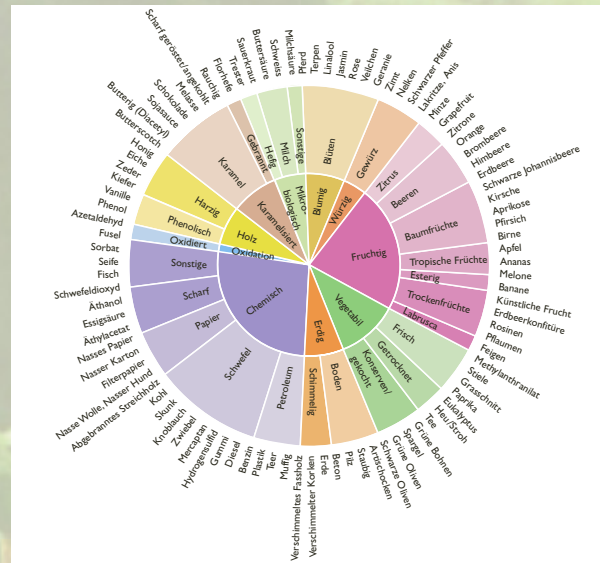 Blumig
Würzig
Fruchtig
Vegetabil
Erdig
Chemisch
Oxidation
Holz
Karamelisiert
Mikro-
biologisch
Blüten
Gewürz
Zitrus
Beeren
Baumfrüchte
Tropische Früchte
Esterig
Trockenfrüchte
Labrusca
Frisch
Getrocknet
Konserven/
gekocht
Boden
Schimmelig
Petroleum
Schwefel
Papier
Scharf
Sonstige
Oxidiert
Phenolisch
Harzig
Karamel
Gebrannt
Hefig
Milch
Sonstige
Terpen
Linalool
Jasmin
Rose
Veilchen
Geranie
Zimt
Nelken
Schwarzer Pfeffer
Lakritze, Anis
Minze
Grapefruit
Zitrone
Orange
Brombeere
Himbeere
Erdbeere
Schwarze Johannisbeere
Kirsche
Aprikose
Pfirsich
Birne
Apfel
Ananas
Melone
Banane
Künstliche Frucht
Erdbeerkonfitüre
Rosinen
Pflaumen
Feigen
Methylanthranilat
Stiele
Grasschnitt
Paprika
Eukalyptus
Heu/Stroh
Tee
Grüne Bohnen
Spargel
Grüne Oliven
Schwarze Oliven
Artischocken
Staubig
Pilz
Beton
Erde
Verschimmelter Korken
Verschimmeltes Fassholz
Muffig
Teer
Plastik
Benzin
Diesel
Gummi
Hydrogensulfid
Mercaptan
Zwiebel
Knoblauch
Skunk
Kohl
Abgebranntes Streichholz
Nasse Wolle, Nasser Hund
Filterpapier
Nasser Karton
Nasses Papier
Äthylacetat
Essigsäure
Äthanol
Schwefeldioxyd
Fisch
Seife
Sorbat
Fusel
Azetaldehyd
Phenol
Vanille
Kiefer
Zeder
Eiche
Honig
Butterscotch
Butterig (Diacetyl)
Sojasauce
Schokolade
Melasse
Rauchig
Scharf geröstet/angekohlt
Florhefe
Trester
Sauerkraut
Buttersäure
Schweiss
Milchsäure
Pferd